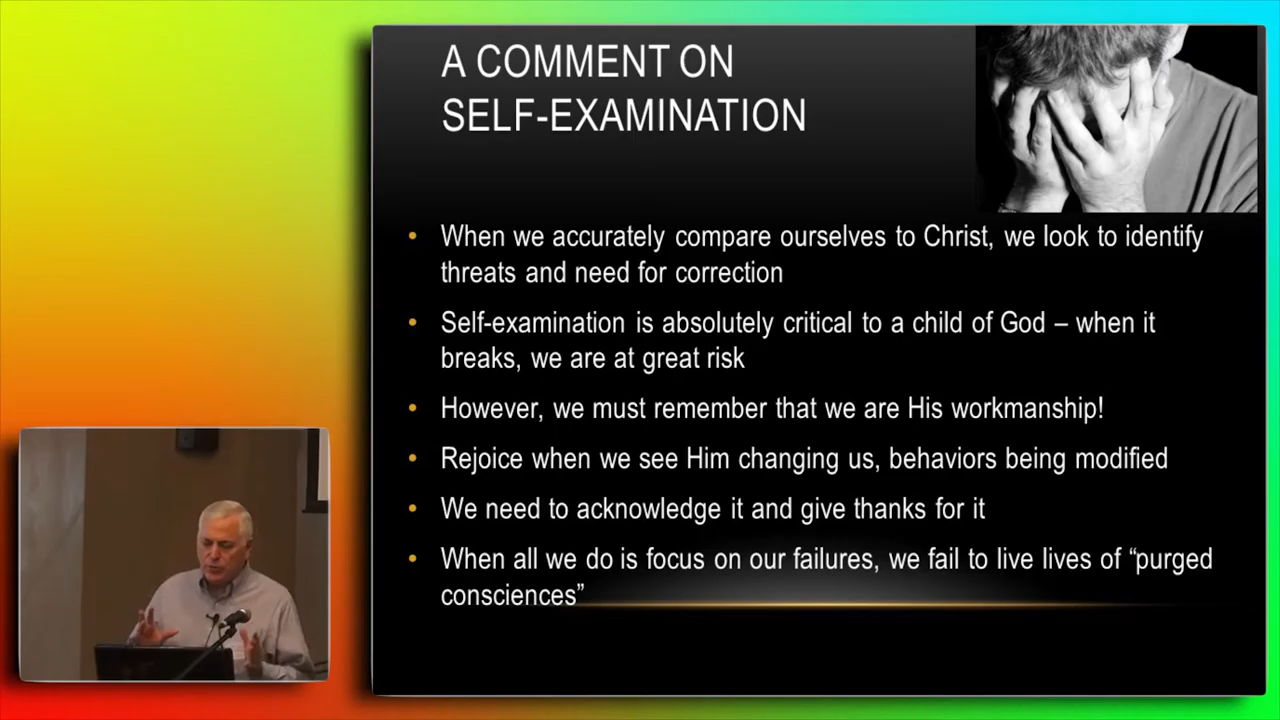 A COMMENT ON
SELF-EXAMINATION
• When we accurately compare ourselves to Christ, we look to identify
threats and need for correction
• Self-examination is absolutely critical to a child of God – when it
breaks, we are at great risk
• However, we must remember that we are His workmanship!
• Rejoice when we see Him changing us, behaviors being modified
• We need to acknowledge it and give thanks for it
• When all we do is focus on our failures, we fail to live lives of “purged
consciences”